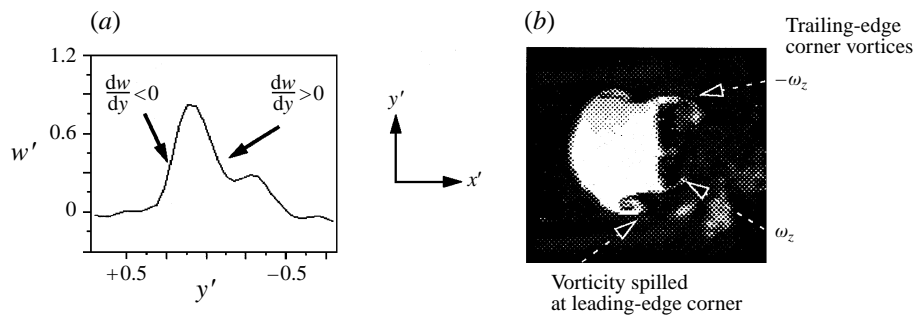 (a)
1.2
0.6
0
w′
dw/dy <0
dw/dy >0
+0.5
−0.5
y′
y′
x′
(b)
Trailing-edge
corner vortices
−ω_z
ω_z
Vorticity spilled
at leading-edge corner